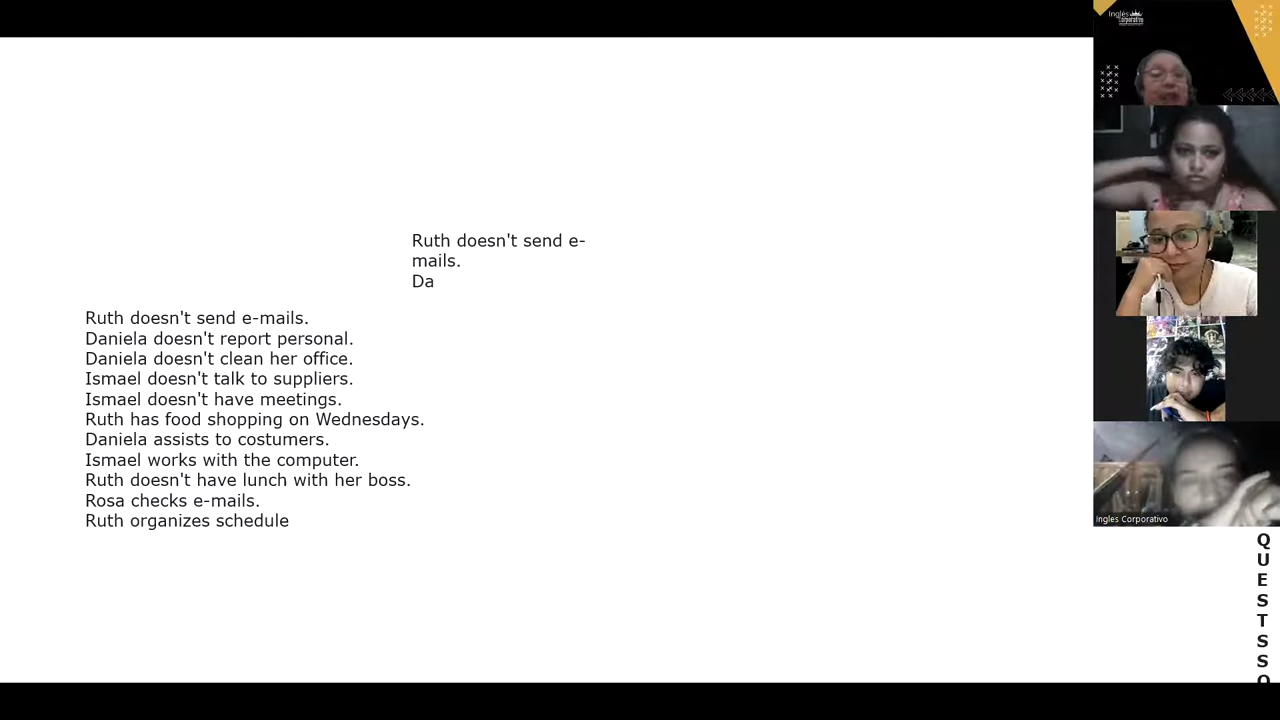 Inglés
Corporativo
Ruth doesn't send e-
mails.
Da
Ruth doesn't send e-mails.
Daniela doesn't report personal.
Daniela doesn't clean her office.
Ismael doesn't talk to suppliers.
Ismael doesn't have meetings.
Ruth has food shopping on Wednesdays.
Daniela assists to costumers.
Ismael works with the computer.
Ruth doesn't have lunch with her boss.
Rosa checks e-mails.
Ruth organizes schedule
Ingles Corporativo
Q
U
E
S
T
S
S